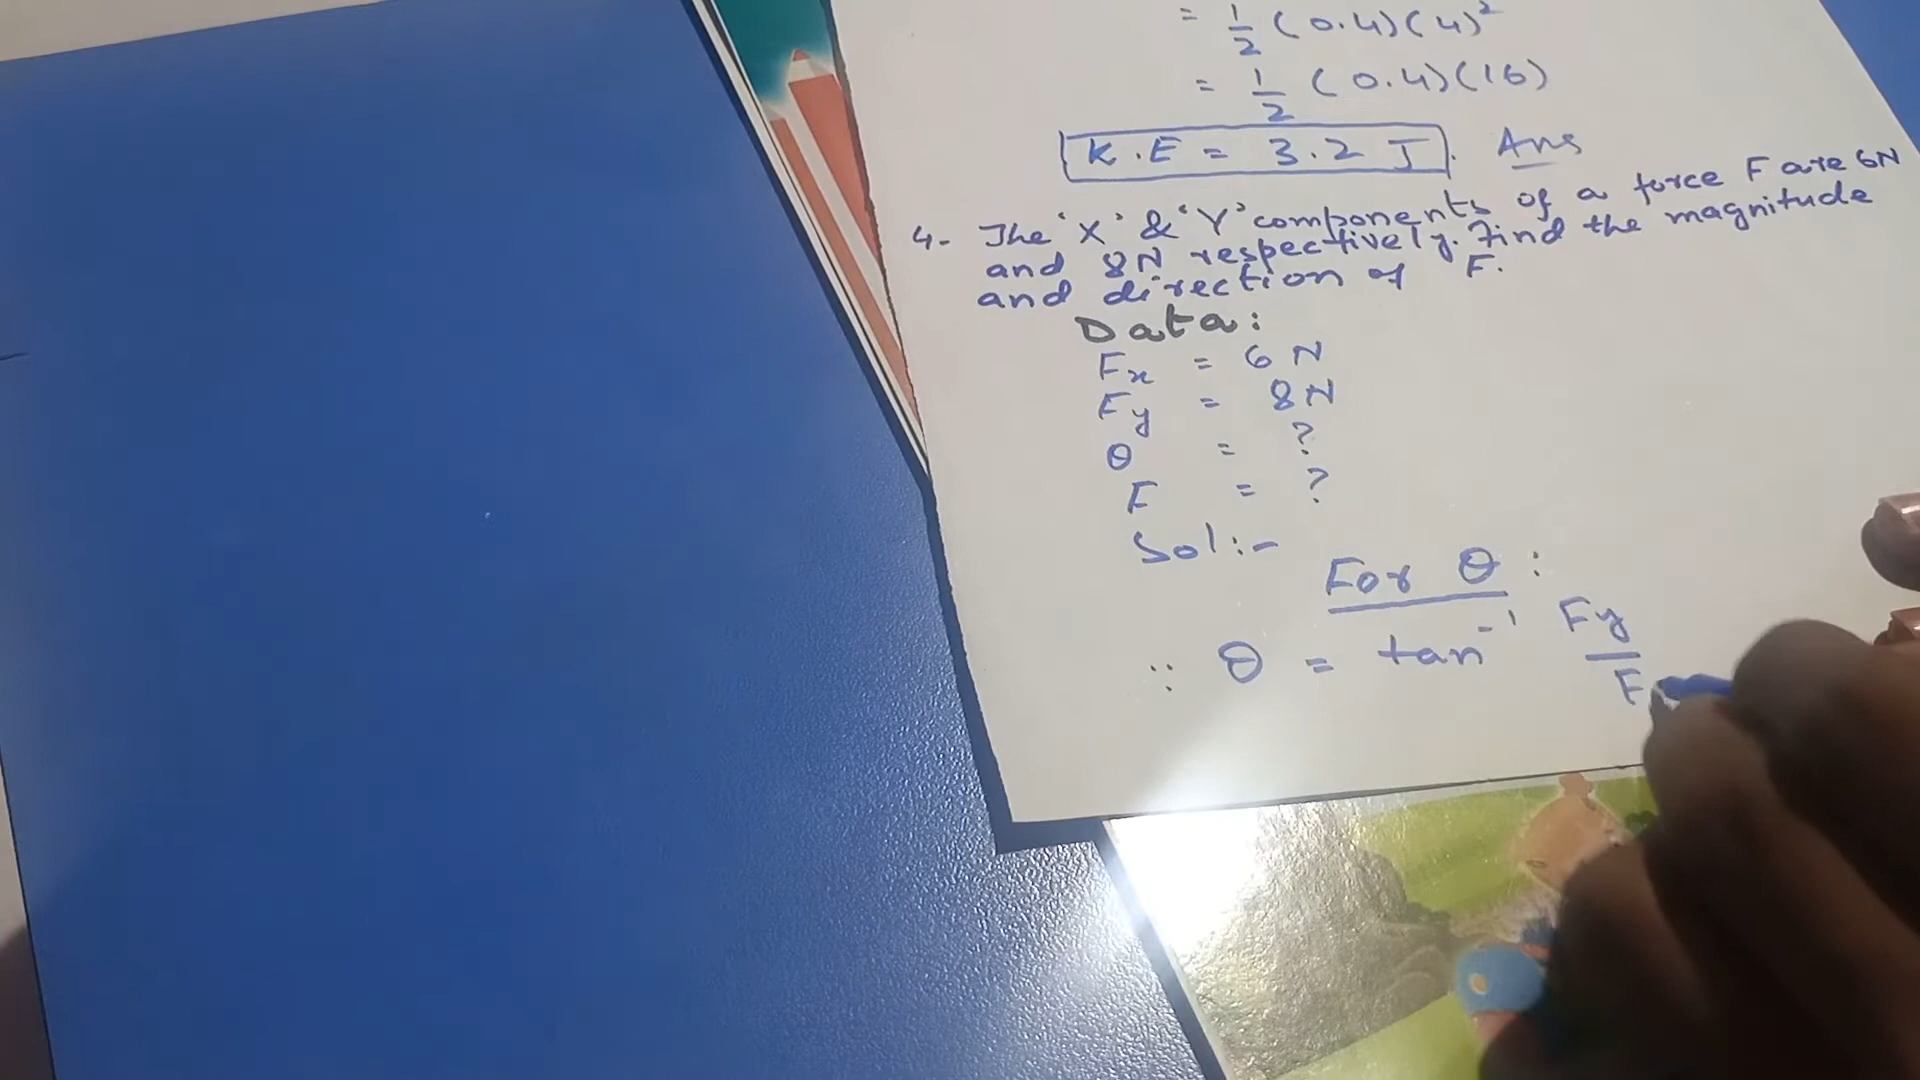 = 1/2 (0.4)(4)²
= 1/2 (0.4)(16)
K.E = 3.2 J. Ans
4- The 'X' & 'Y' components of a force F are 6N
and 8N respectively. Find the magnitude
and direction of F.
Data:
Fx = 6 N
Fy = 8N
θ = ?
F = ?
Sol:-
For θ :
∵ θ = tan⁻¹ Fy/F